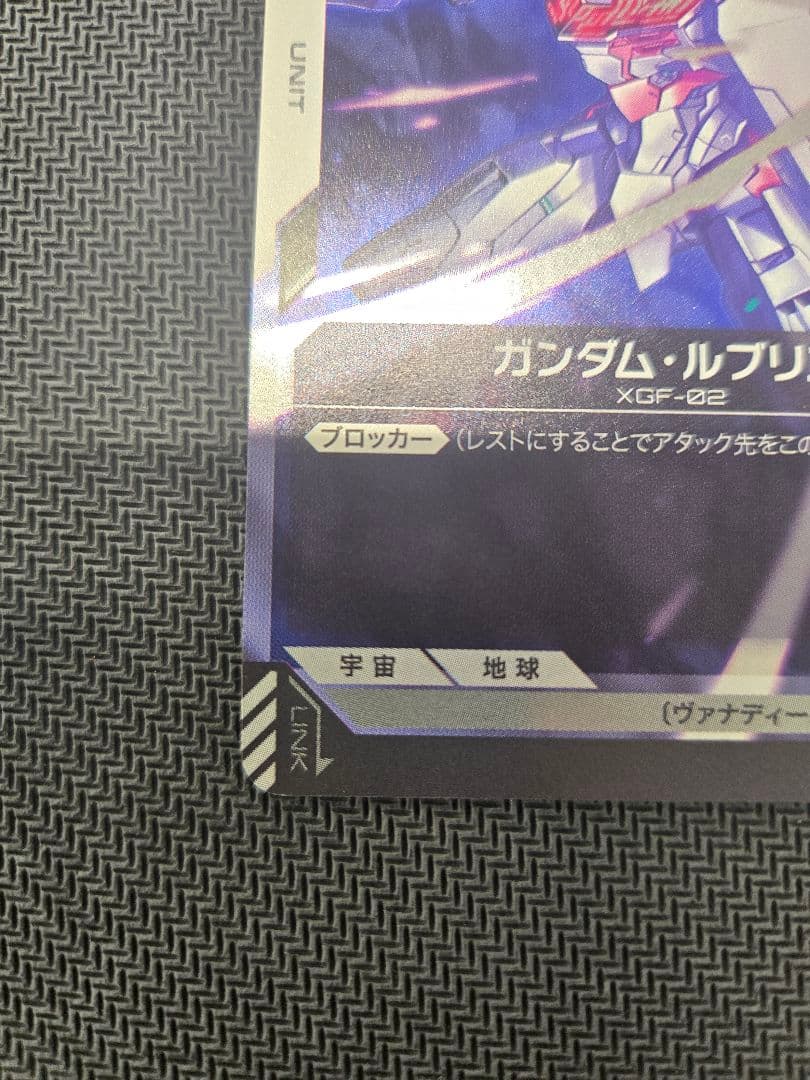 UNIT
ガンダム・ルブリ
XGF-02
ブロッカー (レストにすることでアタック先をこの
宇宙 地球
LINK
(ヴァナディー